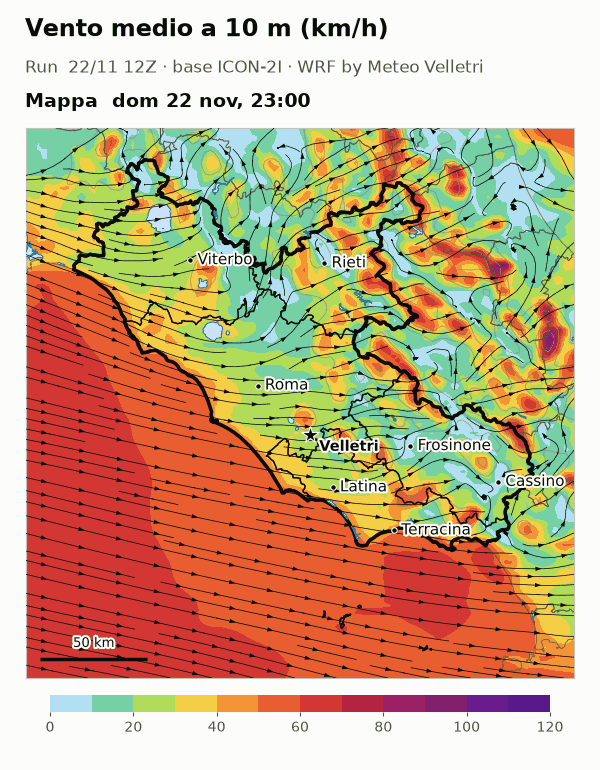 Vento medio a 10 m (km/h)
Run  22/11 12Z · base ICON-2I · WRF by Meteo Velletri
Mappa  dom 22 nov, 23:00
Viterbo
Rieti
Roma
Velletri
Frosinone
Cassino
Latina
Terracina
50 km
0 20 40 60 80 100 120